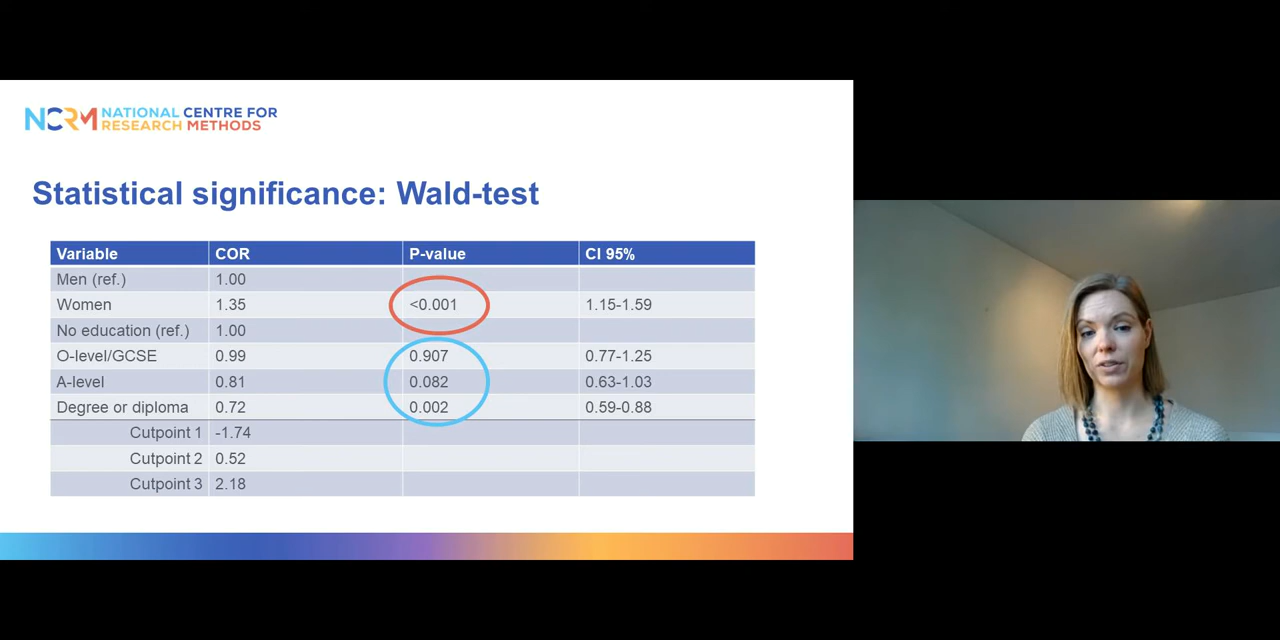 NCRM NATIONAL CENTRE FOR
RESEARCH METHODS
Statistical significance: Wald-test
Variable COR P-value CI 95%
Men (ref.) 1.00
Women 1.35 <0.001 1.15-1.59
No education (ref.) 1.00
O-level/GCSE 0.99 0.907 0.77-1.25
A-level 0.81 0.082 0.63-1.03
Degree or diploma 0.72 0.002 0.59-0.88
Cutpoint 1 -1.74
Cutpoint 2 0.52
Cutpoint 3 2.18